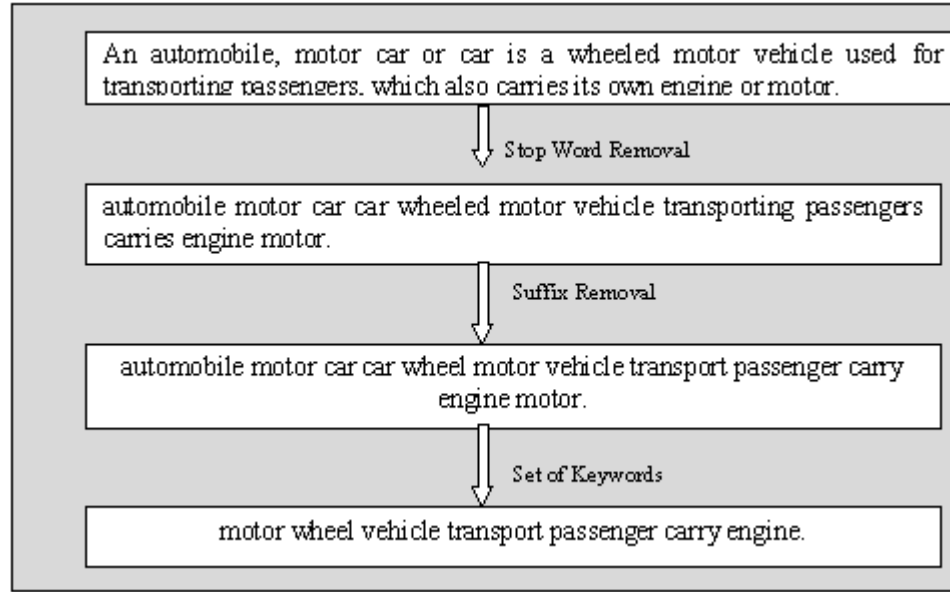 An automobile, motor car or car is a wheeled motor vehicle used for
transporting passengers, which also carries its own engine or motor.
Stop Word Removal
automobile motor car car wheeled motor vehicle transporting passengers
carries engine motor.
Suffix Removal
automobile motor car car wheel motor vehicle transport passenger carry
engine motor.
Set of Keywords
motor wheel vehicle transport passenger carry engine.